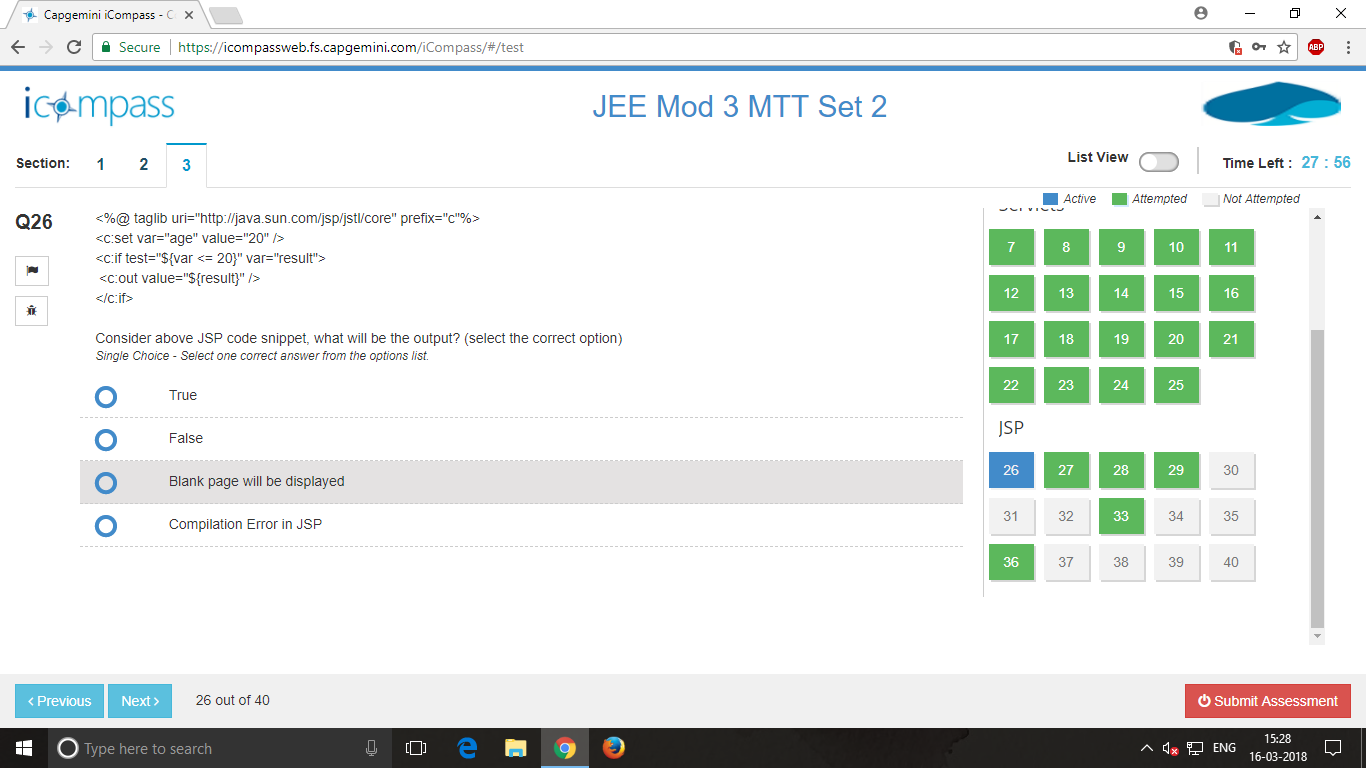 Capgemini iCompass - C
Secure
https://icompassweb.fs.capgemini.com/iCompass/#/test
ABP
icompass
JEE Mod 3 MTT Set 2
Section:
1
2
3
List View
Time Left :
27 : 56
Active
Attempted
Not Attempted
Q26
<%@ taglib uri="http://java.sun.com/jsp/jstl/core" prefix="c"%>
<c:set var="age" value="20" />
<c:if test="${var <= 20}" var="result">
<c:out value="${result}" />
</c:if>
Consider above JSP code snippet, what will be the output? (select the correct option)
Single Choice - Select one correct answer from the options list.
True
False
Blank page will be displayed
Compilation Error in JSP
Servlets
7 8 9 10 11
12 13 14 15 16
17 18 19 20 21
22 23 24 25
JSP
26 27 28 29 30
31 32 33 34 35
36 37 38 39 40
Previous
Next
26 out of 40
Submit Assessment
Type here to search
ENG
15:28
16-03-2018